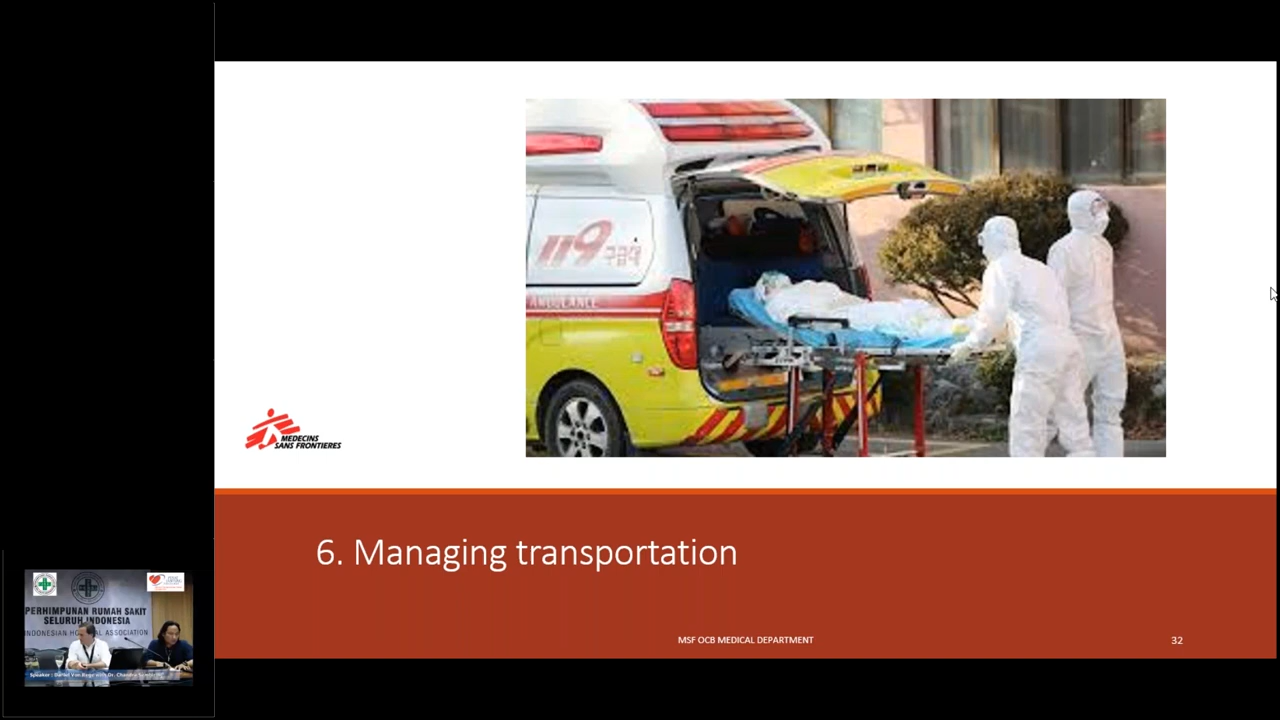 119 구급대
AMBULANCE
MEDECINS
SANS FRONTIERES
6. Managing transportation
MSF OCB MEDICAL DEPARTMENT
32
PERHIMPUNAN RUMAH SAKIT
SELURUH INDONESIA
INDONESIAN HOSPITAL ASSOCIATION
Speaker :